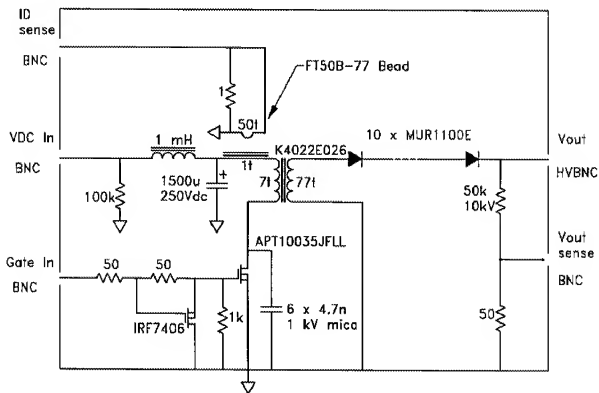 ID
sense
BNC
FT50B-77 Bead
1
50t
VDC In
BNC
1 mH
1t
K4022E026
10 x MUR1100E
Vout
HVBNC
100k
1500u
250Vdc
+
7t
77t
50k
10kV
Vout
sense
BNC
APT10035JFLL
Gate In
BNC
50
50
IRF7406
1k
6 x 4.7n
1 kV mica
50